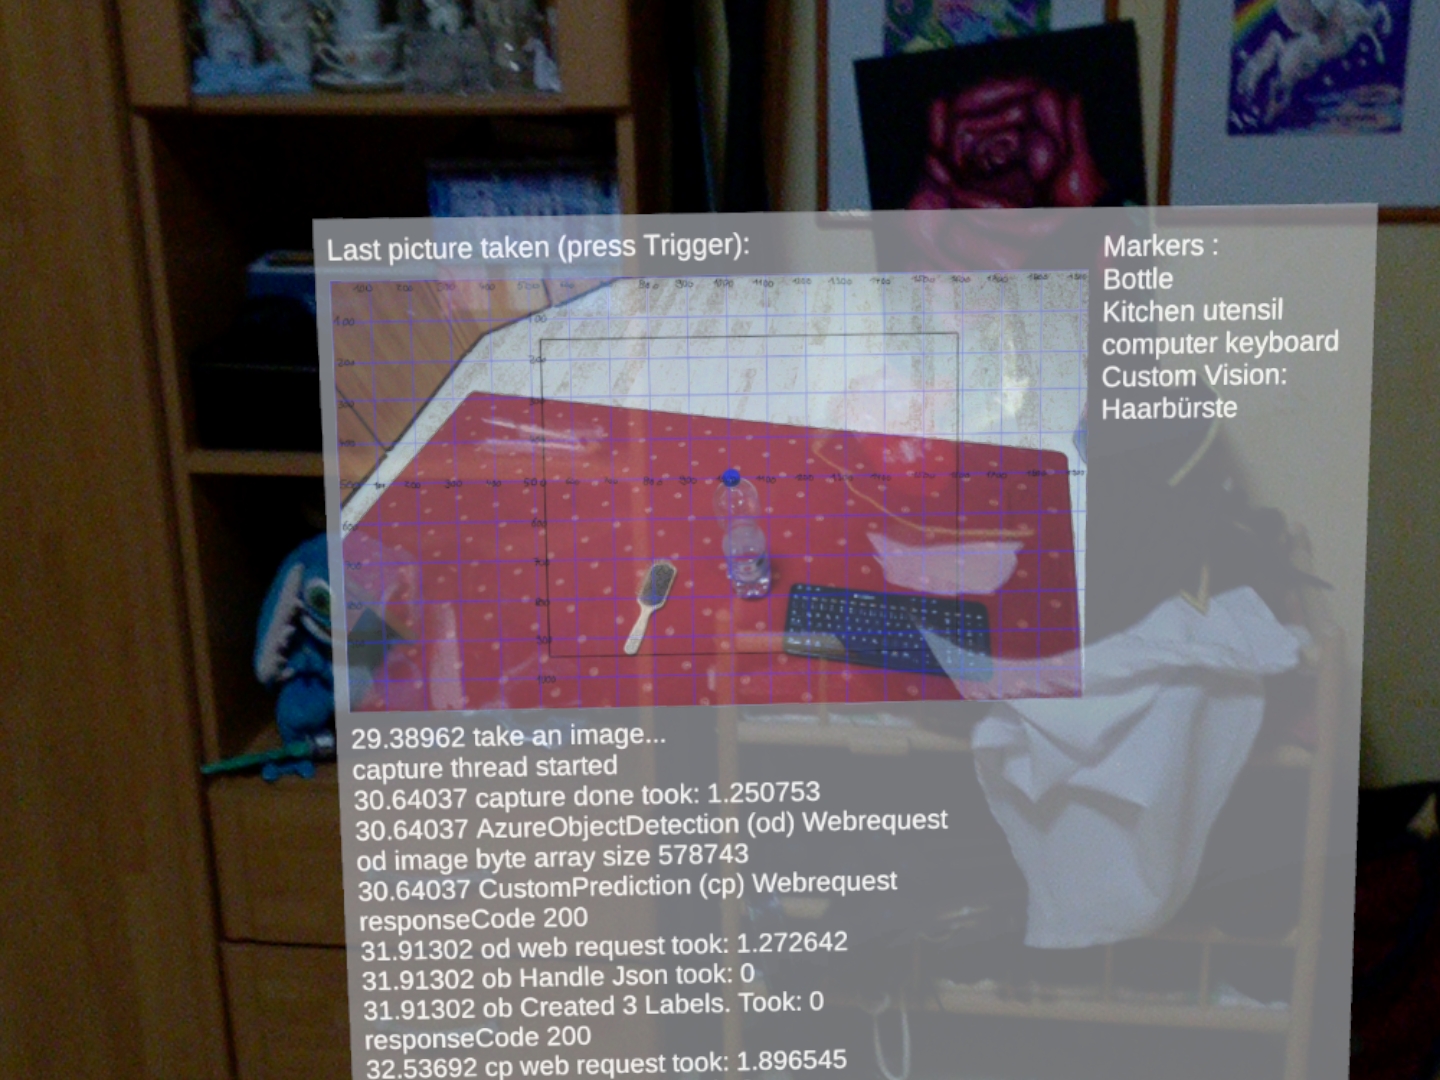 Last picture taken (press Trigger):
Markers :
Bottle
Kitchen utensil
computer keyboard
Custom Vision:
Haarbürste
29.38962 take an image...
capture thread started
30.64037 capture done took: 1.250753
30.64037 AzureObjectDetection (od) Webrequest
od image byte array size 578743
30.64037 CustomPrediction (cp) Webrequest
responseCode 200
31.91302 od web request took: 1.272642
31.91302 ob Handle Json took: 0
31.91302 ob Created 3 Labels. Took: 0
responseCode 200
32.53692 cp web request took: 1.896545